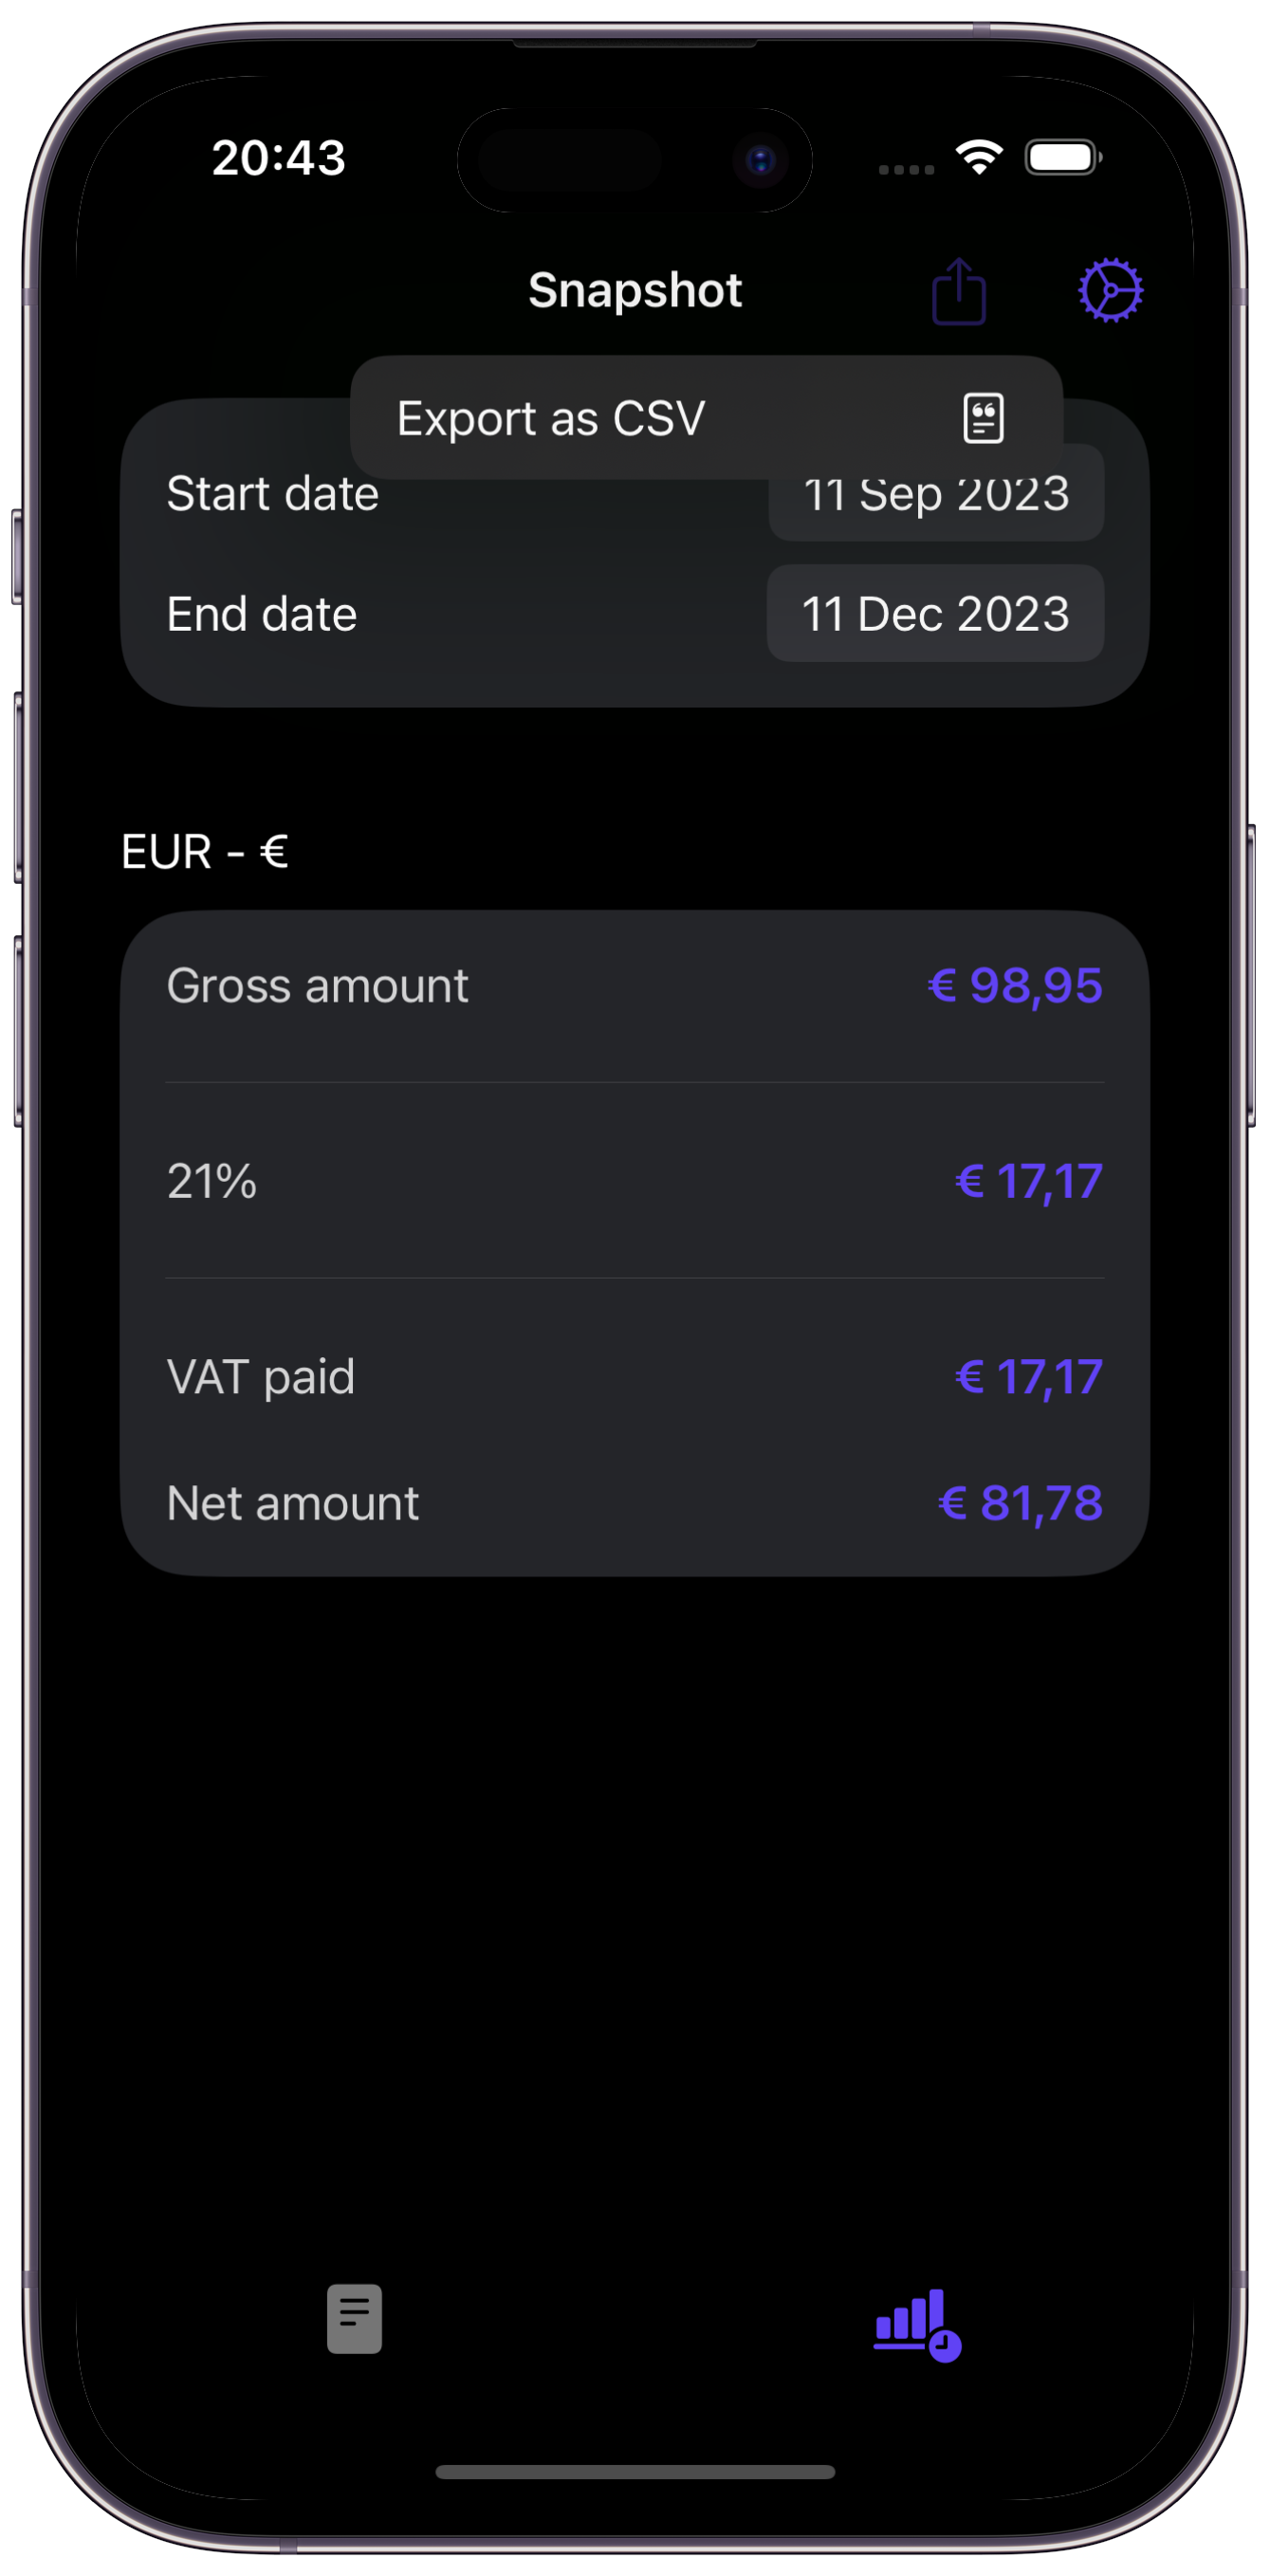 20:43
Snapshot
Export as CSV
Start date 11 Sep 2023
End date 11 Dec 2023
EUR - €
Gross amount € 98,95
21% € 17,17
VAT paid € 17,17
Net amount € 81,78